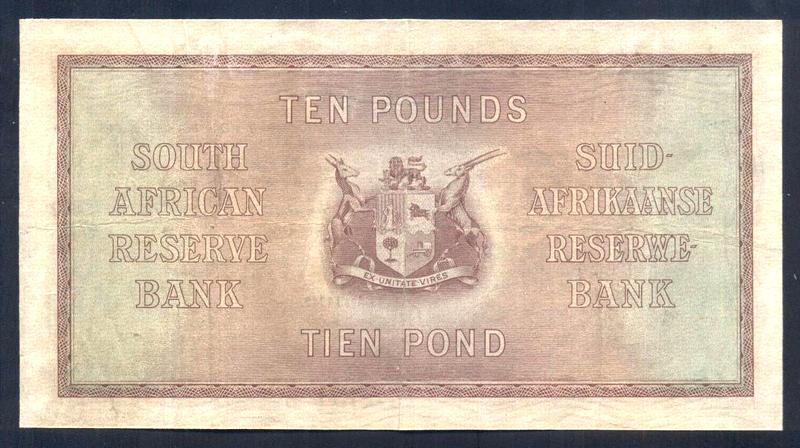 TEN POUNDS
SOUTH
AFRICAN
RESERVE
BANK
SUID-
AFRIKAANSE
RESERWE-
BANK
EX·UNITATE·VIRES
TIEN POND